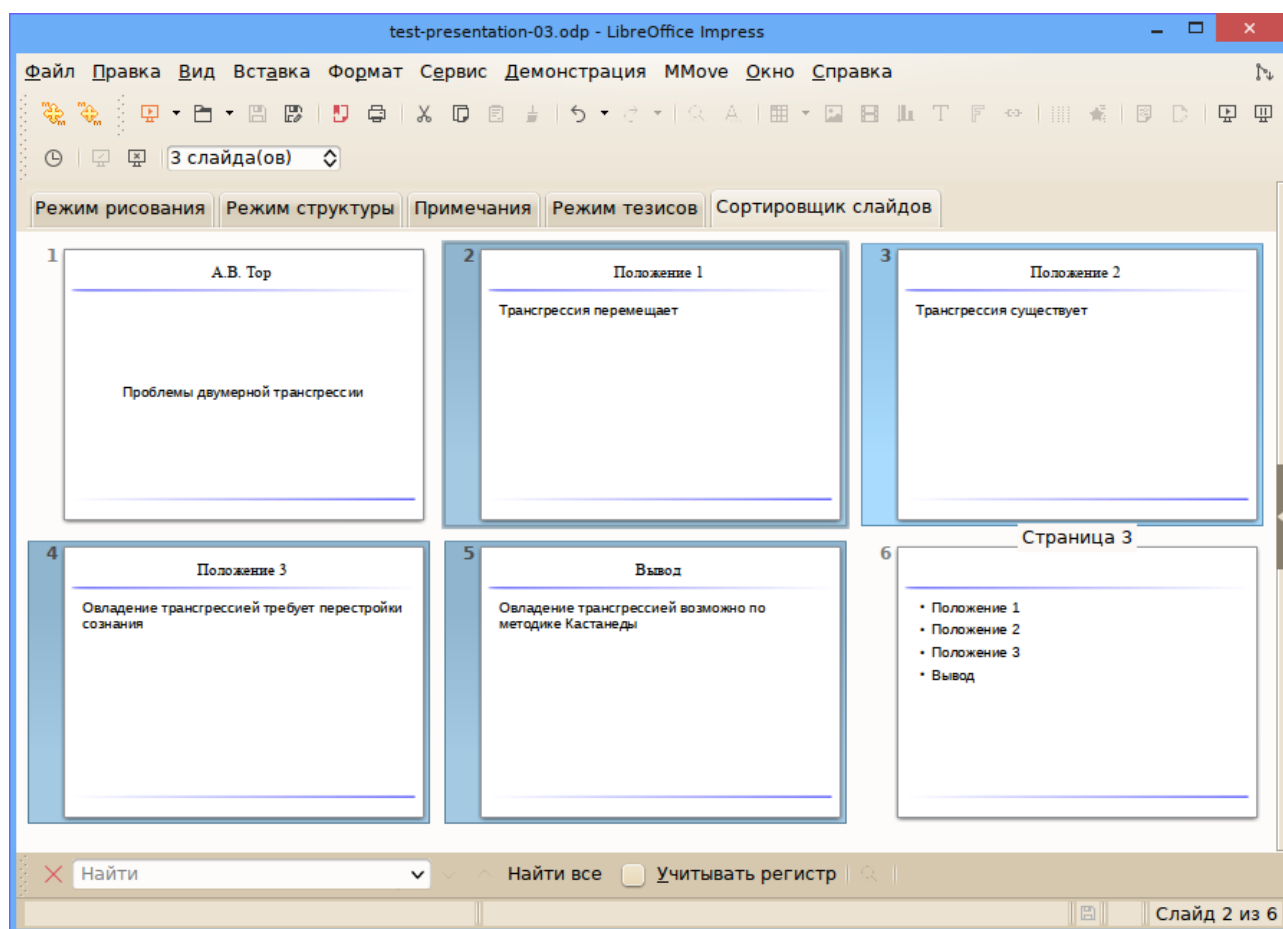 test-presentation-03.odp - LibreOffice Impress
Файл Правка Вид Вставка Формат Сервис Демонстрация MMove Окно Справка
3 слайда(ов)
Режим рисования Режим структуры Примечания Режим тезисов Сортировщик слайдов
1
А.В. Тор
Проблемы двумерной трансгрессии
2
Положение 1
Трансгрессия перемещает
3
Положение 2
Трансгрессия существует
Страница 3
4
Положение 3
Овладение трансгрессией требует перестройки
сознания
5
Вывод
Овладение трансгрессией возможно по
методике Кастанеды
6
• Положение 1
• Положение 2
• Положение 3
• Вывод
Найти Найти все Учитывать регистр
Слайд 2 из 6